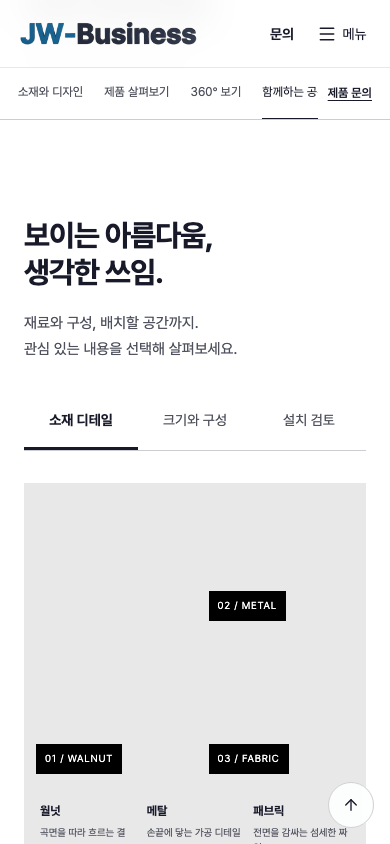 JW-Business
문의
메뉴
소재와 디자인
제품 살펴보기
360° 보기
함께하는 공
제품 문의
보이는 아름다움,
생각한 쓰임.
재료와 구성, 배치할 공간까지.
관심 있는 내용을 선택해 살펴보세요.
소재 디테일
크기와 구성
설치 검토
02 / METAL
01 / WALNUT
03 / FABRIC
월넛
메탈
패브릭
곡면을 따라 흐르는 결
손끝에 닿는 가공 디테일
전면을 감싸는 섬세한 짜